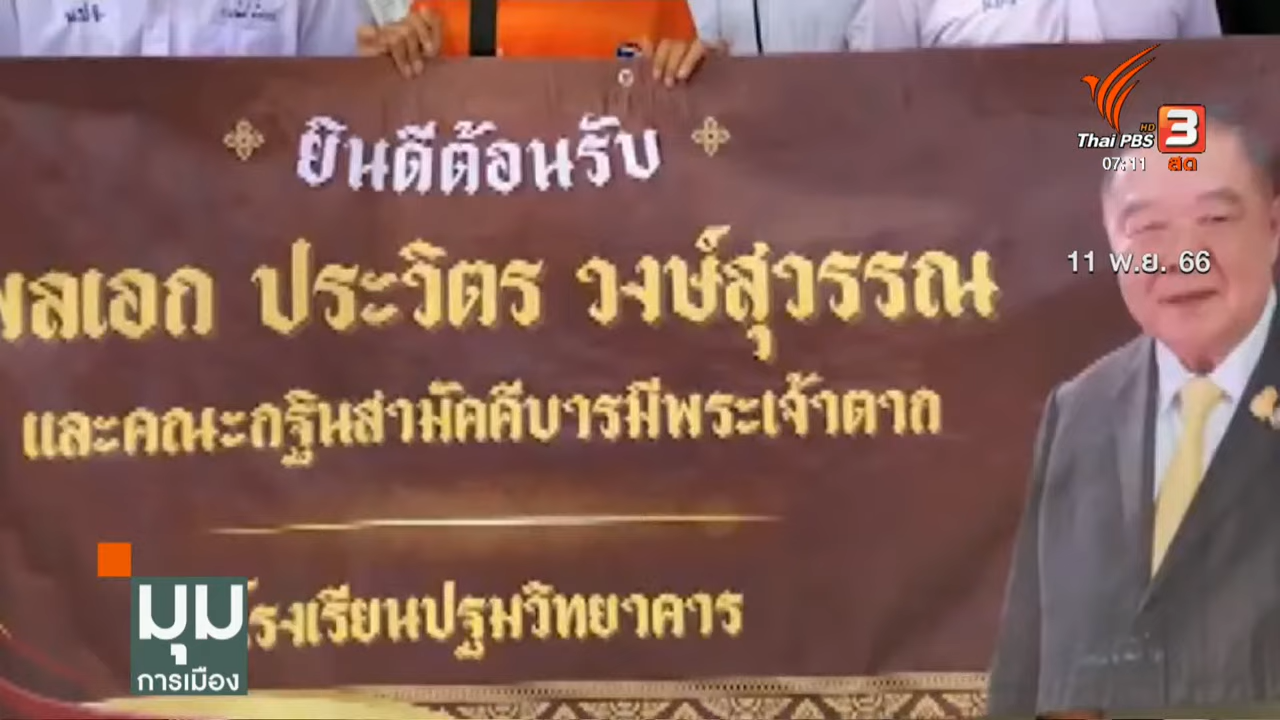 ยินดีต้อนรับ
พลเอก ประวิตร วงษ์สุวรรณ
และคณะกฐินสามัคคีบารมีพระเจ้าตาก
โรงเรียนปฐมวิทยาคาร
Thai PBS HD 3
07:11 สด
11 พ.ย. 66
มุม
การเมือง